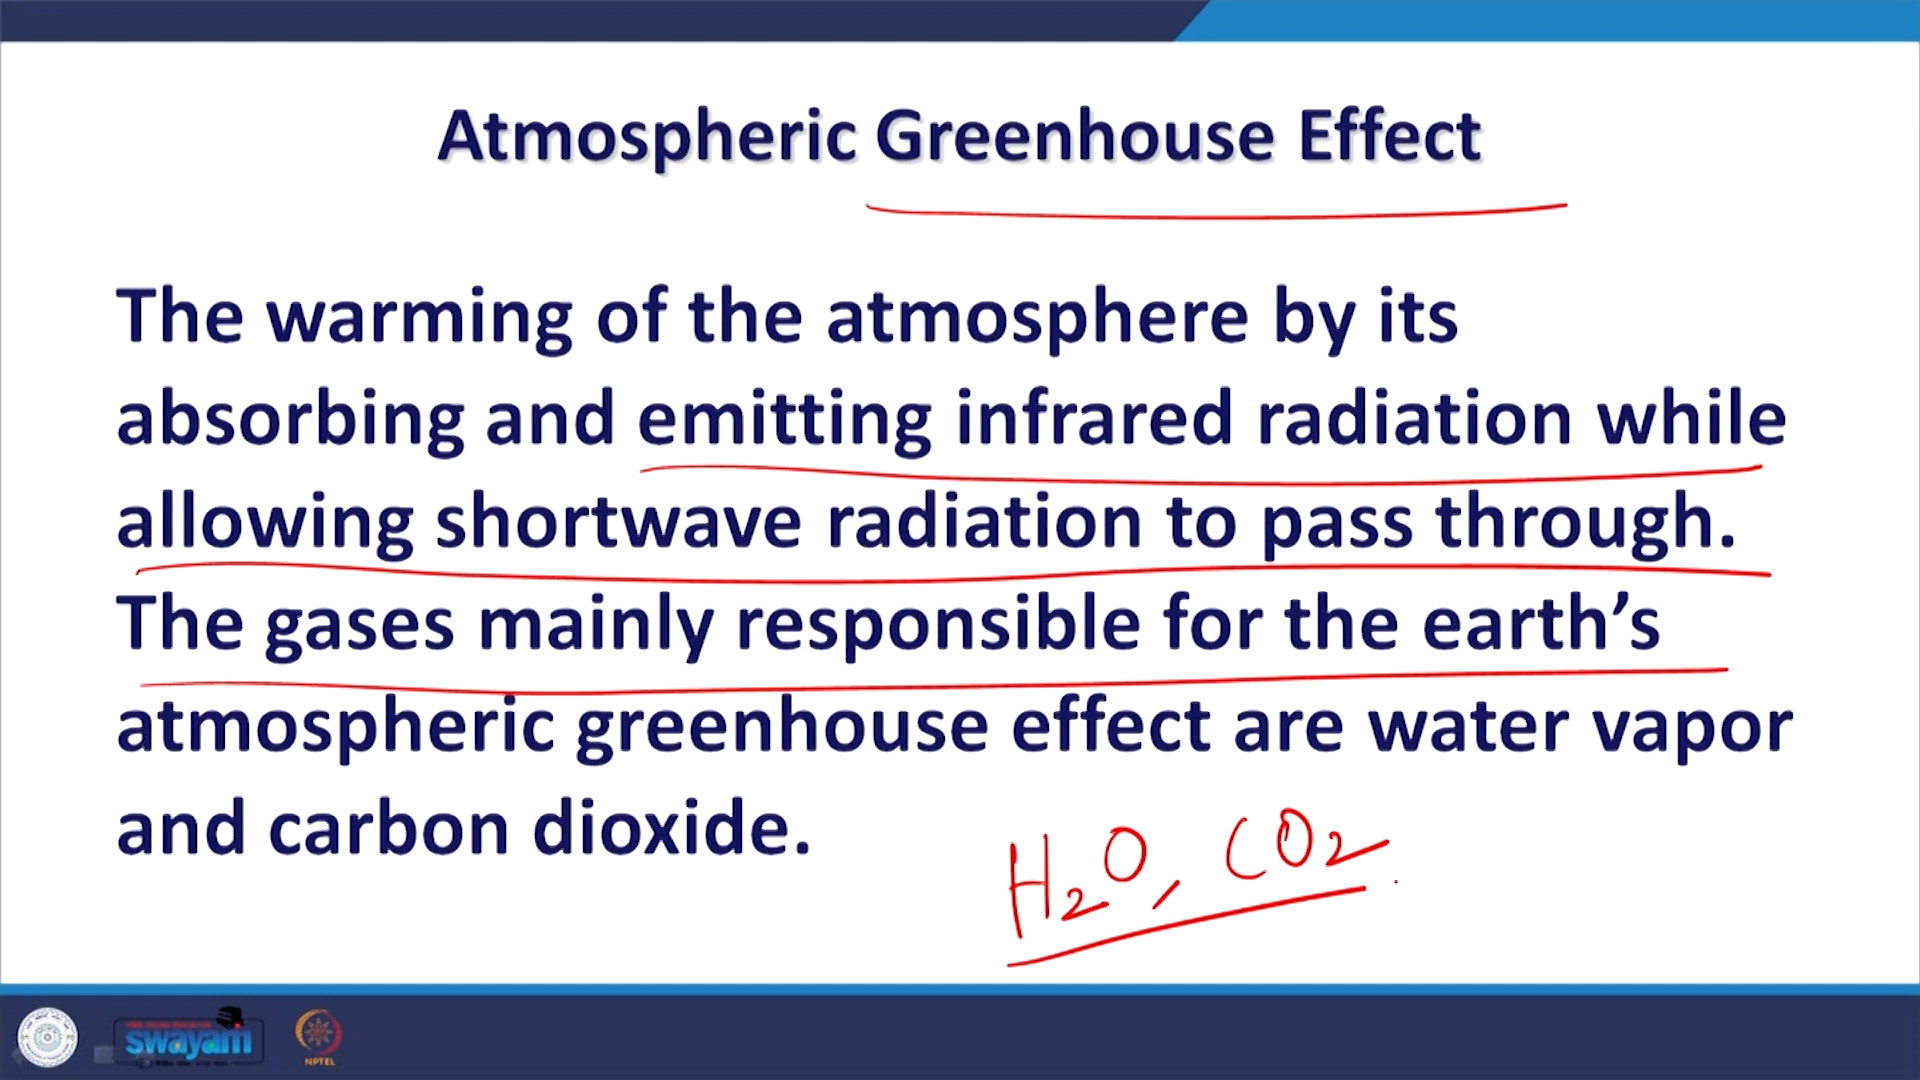 Atmospheric Greenhouse Effect
The warming of the atmosphere by its
absorbing and emitting infrared radiation while
allowing shortwave radiation to pass through.
The gases mainly responsible for the earth’s
atmospheric greenhouse effect are water vapor
and carbon dioxide.
H₂O, CO₂
swayam
NPTEL